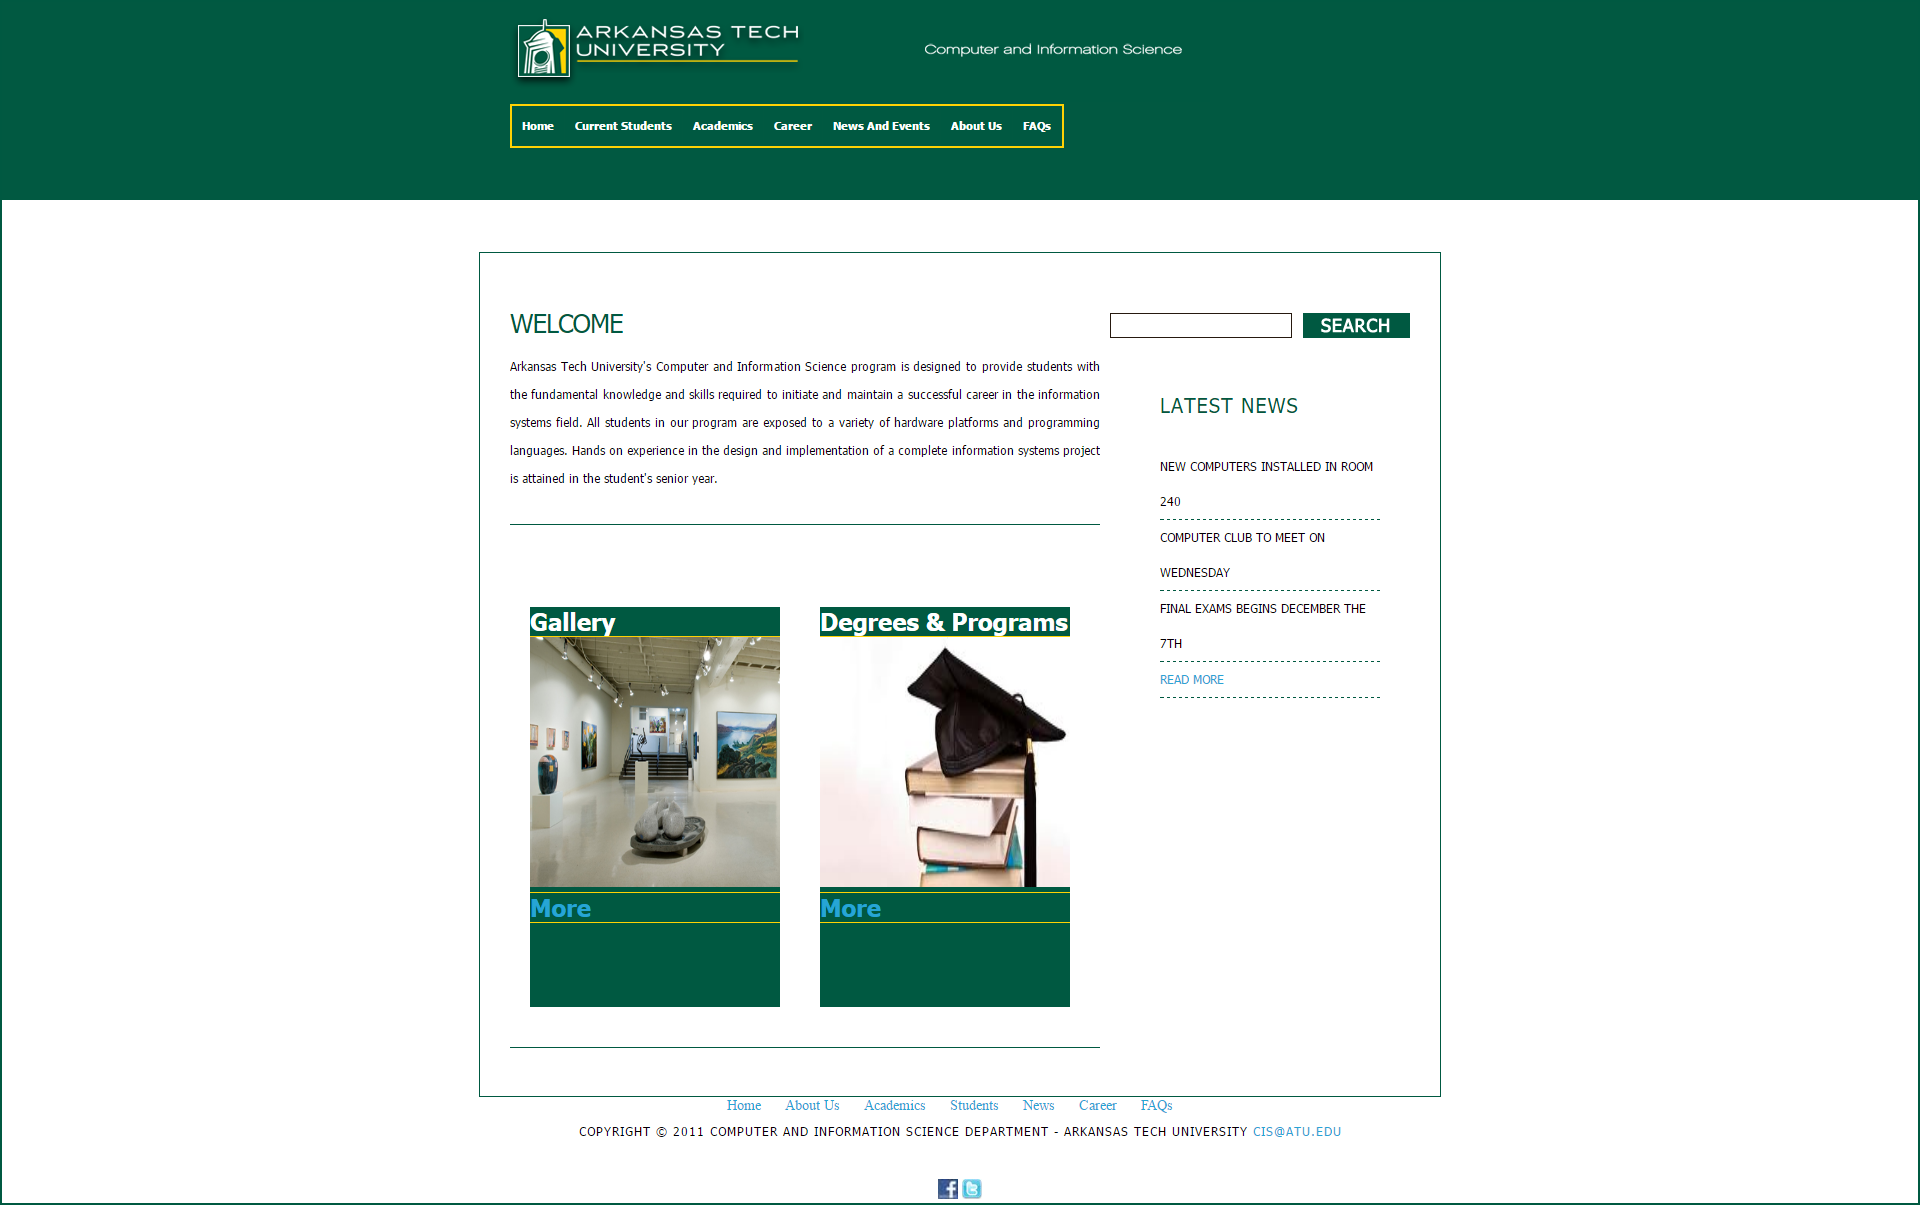 ARKANSAS TECH
UNIVERSITY
Computer and Information Science
Home Current Students Academics Career News And Events About Us FAQs
WELCOME
Arkansas Tech University's Computer and Information Science program is designed to provide students with
the fundamental knowledge and skills required to initiate and maintain a successful career in the information
systems field. All students in our program are exposed to a variety of hardware platforms and programming
languages. Hands on experience in the design and implementation of a complete information systems project
is attained in the student's senior year.
SEARCH
LATEST NEWS
NEW COMPUTERS INSTALLED IN ROOM
240
COMPUTER CLUB TO MEET ON
WEDNESDAY
FINAL EXAMS BEGINS DECEMBER THE
7TH
READ MORE
Gallery
More
Degrees & Programs
More
Home About Us Academics Students News Career FAQs
COPYRIGHT © 2011 COMPUTER AND INFORMATION SCIENCE DEPARTMENT - ARKANSAS TECH UNIVERSITY CIS@ATU.EDU